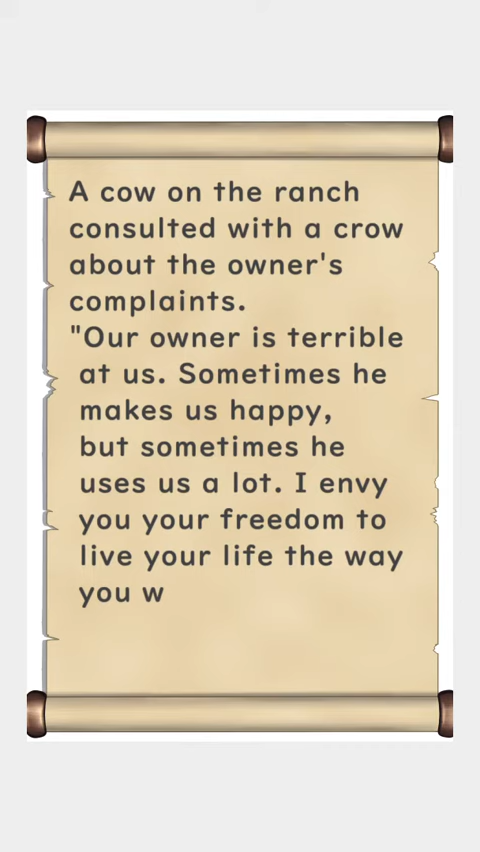 A cow on the ranch
consulted with a crow
about the owner's
complaints.
"Our owner is terrible
at us. Sometimes he
makes us happy,
but sometimes he
uses us a lot. I envy
you your freedom to
live your life the way
you w